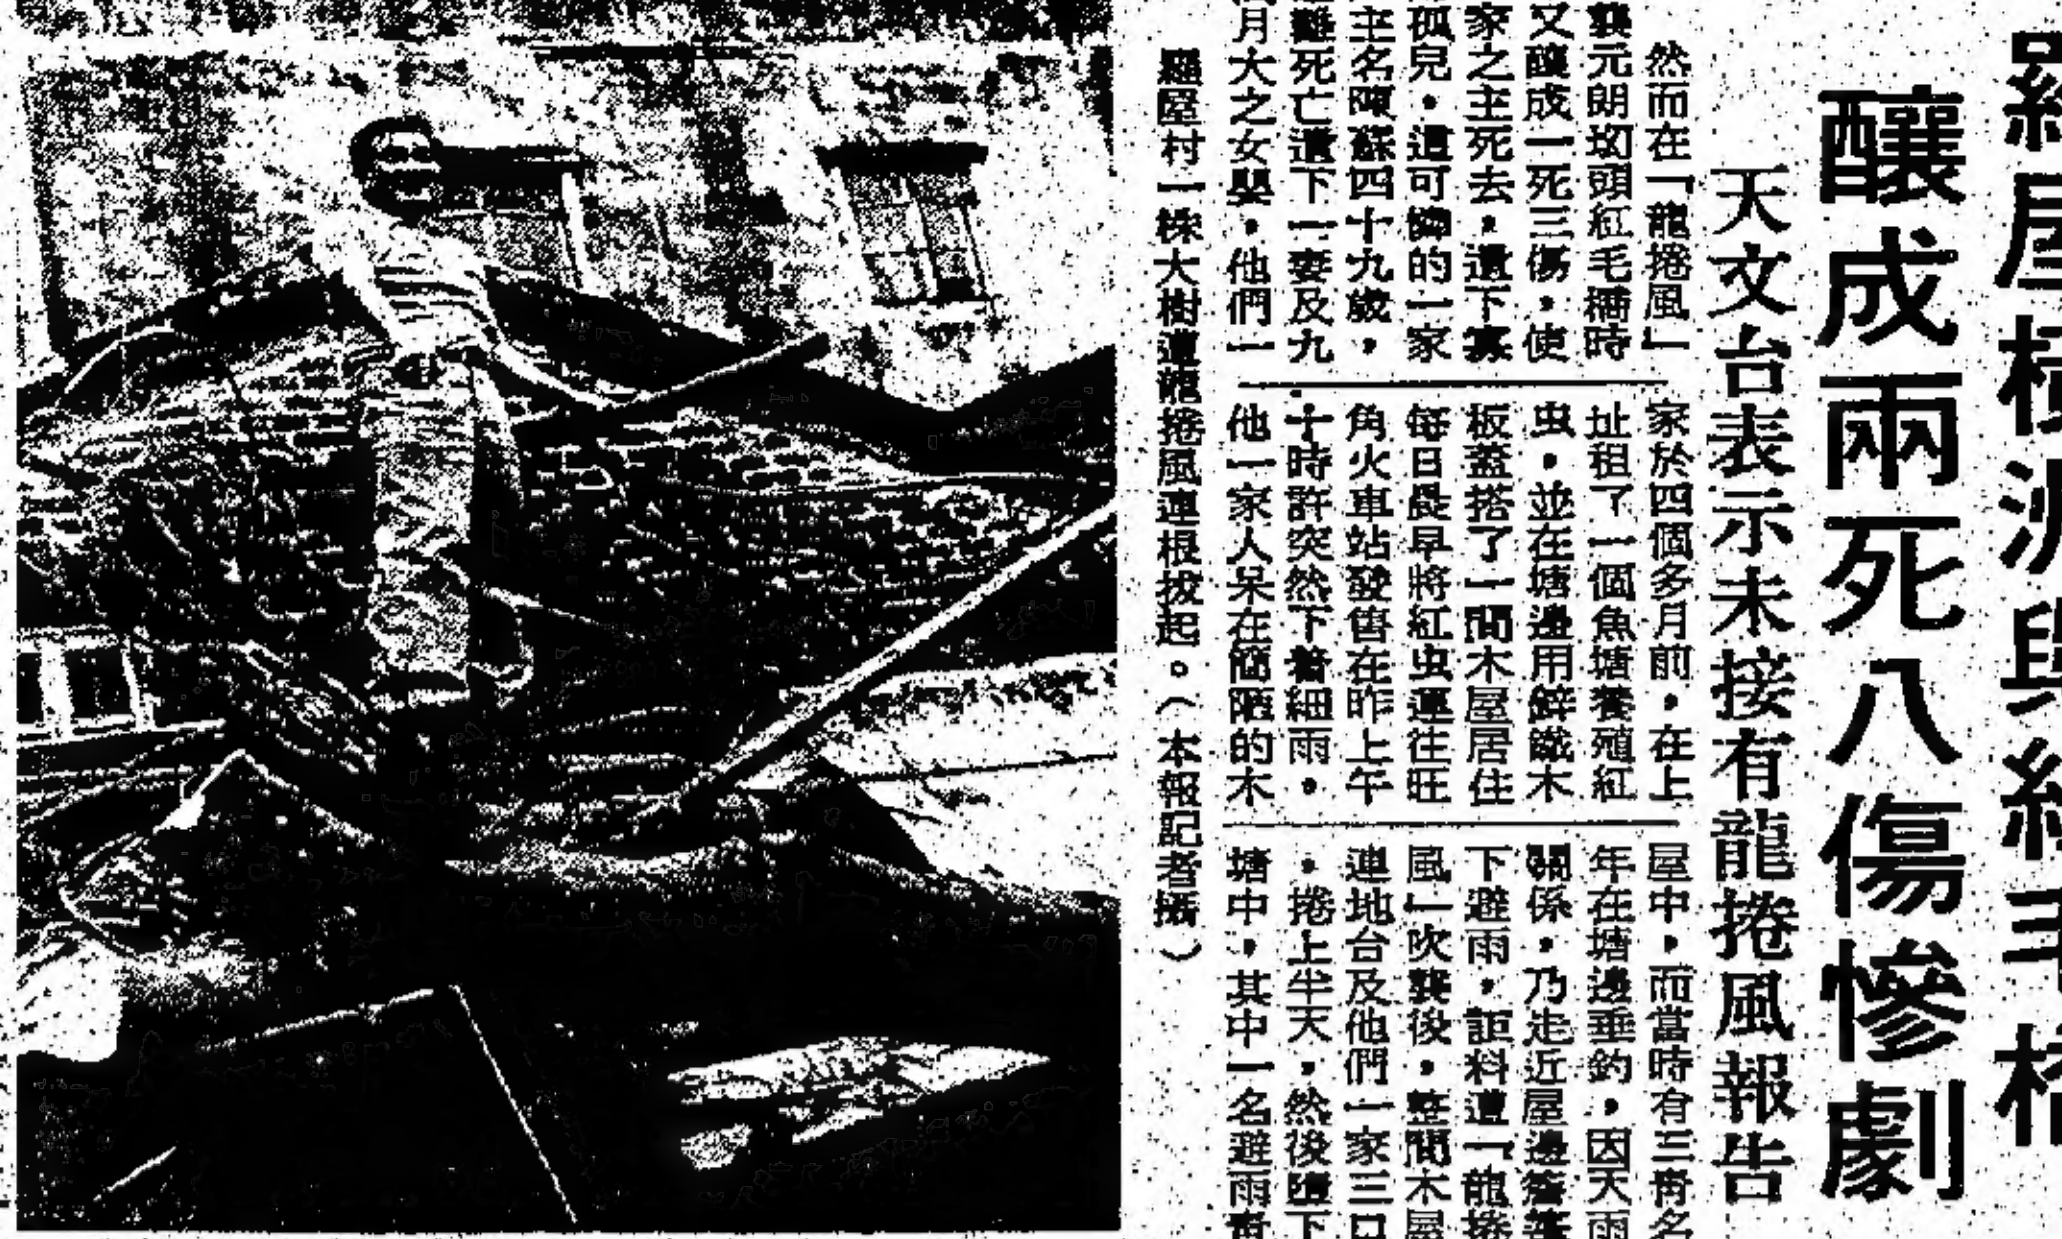 羅屋橫洲與紅毛橋
釀成兩死八傷慘劇
天文台表示未接有龍捲風報告
然而在「龍捲風」
襲元朗㘭頭紅毛橋時
又釀成一死三傷，使
家之主死去，遺下寡
孤兒。這可憐的一家
主名陳蘇四十九歲，
難死亡遺下一妻及九
月大之女嬰，他們一
家於四個多月前，在上
址租了一個魚塘養殖紅
虫，並在塘邊用鋅鐵木
板蓋搭了一間木屋居住
每日晨早將紅虫運往旺
角火車站發售在昨上午
十時許突然下着細雨，
他一家人呆在簡陋的木
屋中，而當時有三靑名
年在塘邊垂釣，因天雨
關係，乃走近屋邊簷篷
下避雨，詎料遭「龍捲
風」吹襲後，整間木屋
連地台及他們一家三口
，捲上半天，然後墮下
塘中，其中一名避雨靑
羅屋村一株大樹遭龍捲風連根拔起。（本報記者攝）